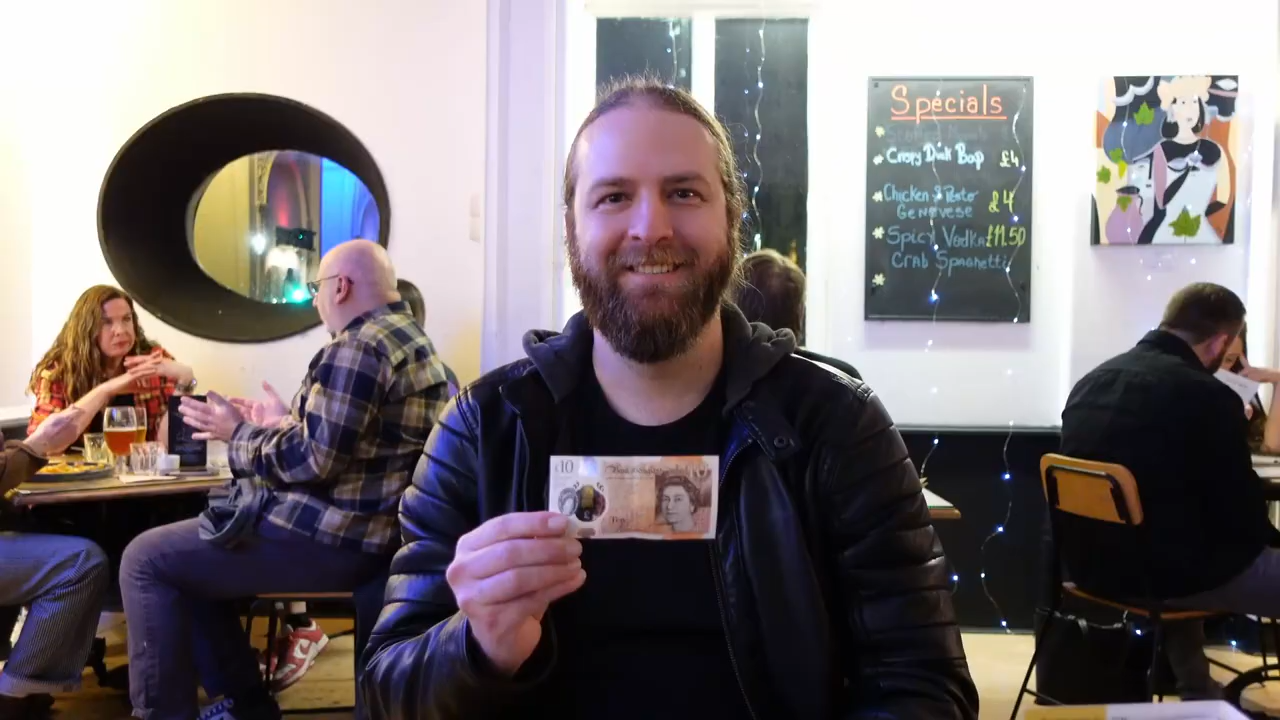 Specials
Crispy Duck Bap £4
Chicken & Pesto £4
Genovese
Spicy Vodka £11.50
Crab Spaghetti
£10